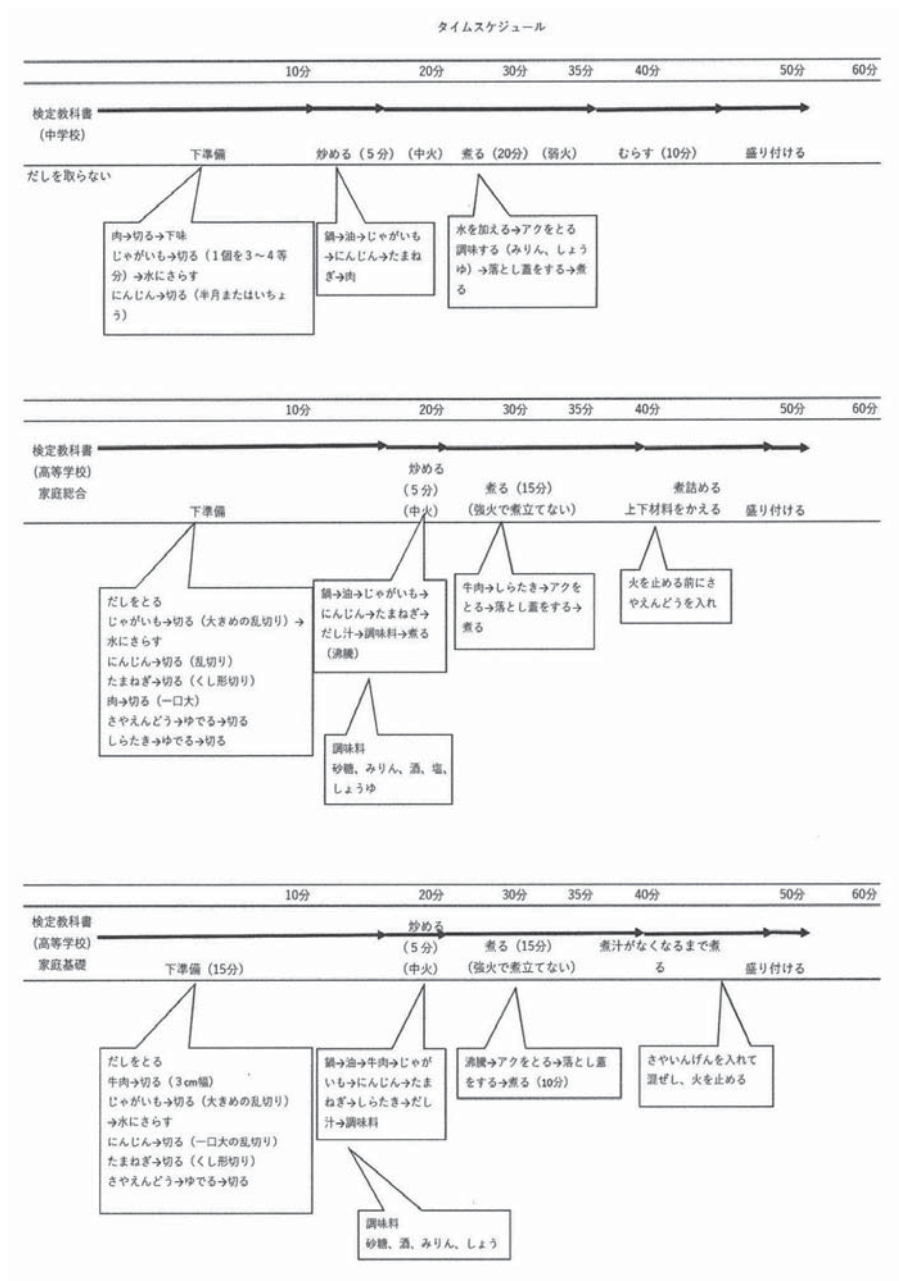 タイムスケジュール
10分 20分 30分 35分 40分 50分 60分
検定教科書
(中学校)
下準備 炒める(5分) (中火) 煮る(20分) (弱火) むらす(10分) 盛り付ける
だしを取らない
肉→切る→下味
じゃがいも→切る(1個を3〜4等
分)→水にさらす
にんじん→切る(半月またはいちょ
う)
鍋→油→じゃがいも
→にんじん→たまね
ぎ→肉
水を加える→アクをとる
調味する(みりん、しょう
ゆ)→落とし蓋をする→煮
る
10分 20分 30分 35分 40分 50分 60分
検定教科書
(高等学校)
家庭総合
下準備
炒める
(5分)
(中火)
煮る(15分)
(強火で煮立てない)
煮詰める
上下材料をかえる
盛り付ける
だしをとる
じゃがいも→切る(大きめの乱切り)→
水にさらす
にんじん→切る(乱切り)
たまねぎ→切る(くし形切り)
肉→切る(一口大)
さやえんどう→ゆでる→切る
しらたき→ゆでる→切る
鍋→油→じゃがいも→
にんじん→たまねぎ→
だし汁→調味料→煮る
(沸騰)
調味料
砂糖、みりん、酒、塩、
しょうゆ
牛肉→しらたき→アクを
とる→落とし蓋をする→
煮る
火を止める前にさ
やえんどうを入れ
10分 20分 30分 35分 40分 50分 60分
検定教科書
(高等学校)
家庭基礎
下準備(15分)
炒める
(5分)
(中火)
煮る(15分)
(強火で煮立てない)
煮汁がなくなるまで煮
る
盛り付ける
だしをとる
牛肉→切る(3cm幅)
じゃがいも→切る(大きめの乱切り)
→水にさらす
にんじん→切る(一口大の乱切り)
たまねぎ→切る(くし形切り)
さやえんどう→ゆでる→切る
鍋→油→牛肉→じゃが
いも→にんじん→たま
ねぎ→しらたき→だし
汁→調味料
調味料
砂糖、酒、みりん、しょう
沸騰→アクをとる→落とし蓋
をする→煮る(10分)
さやいんげんを入れて
混ぜし、火を止める